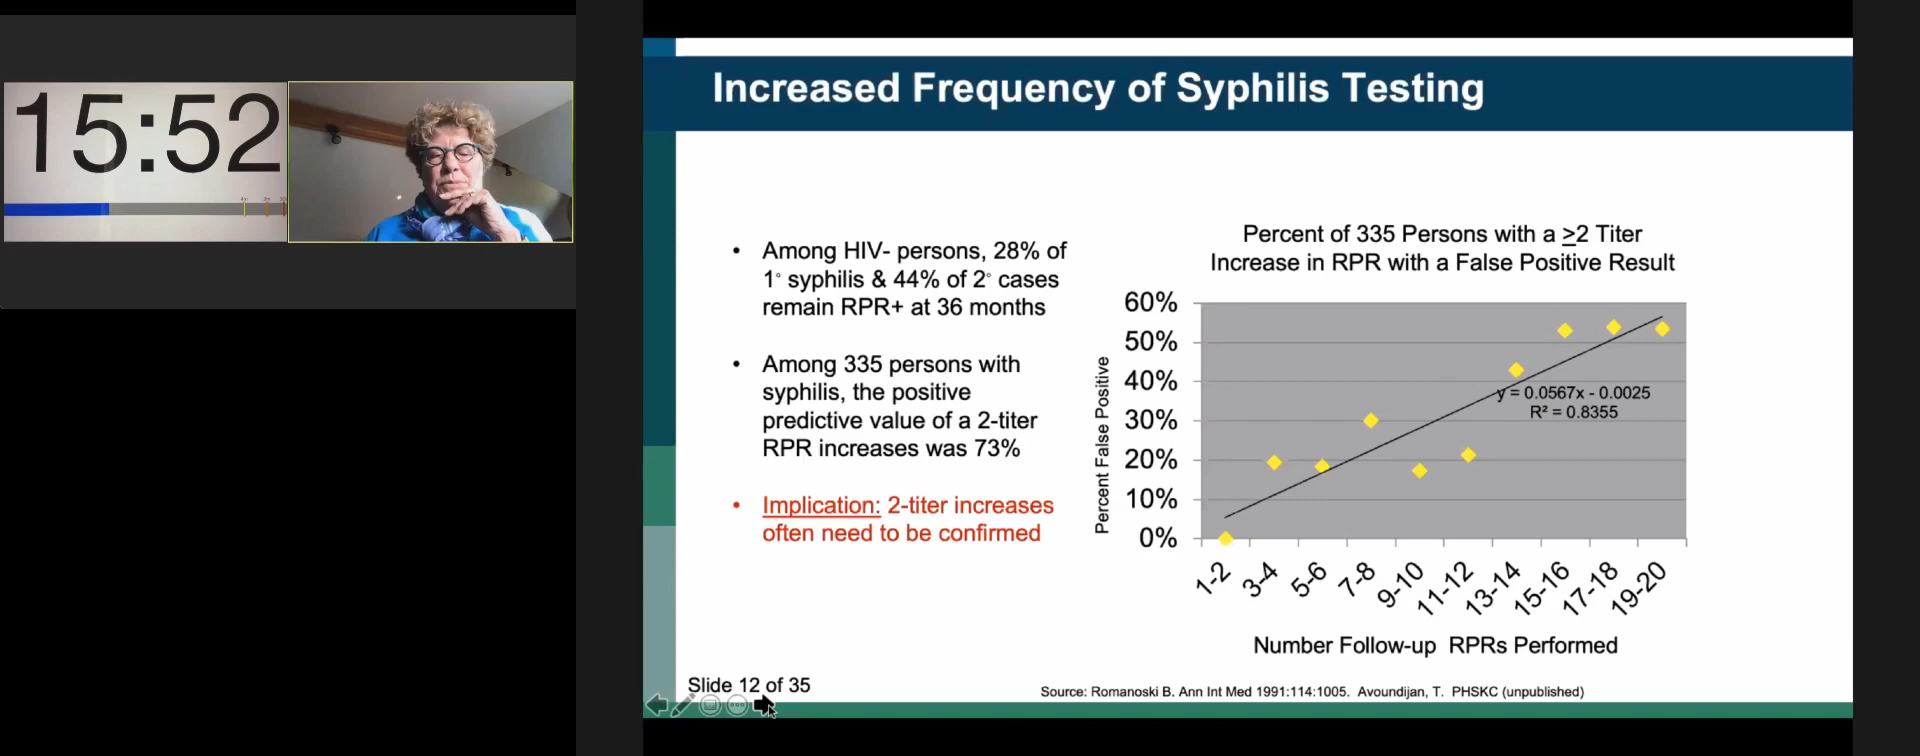 15:52
Increased Frequency of Syphilis Testing
• Among HIV- persons, 28% of
1° syphilis & 44% of 2° cases
remain RPR+ at 36 months
• Among 335 persons with
syphilis, the positive
predictive value of a 2-titer
RPR increases was 73%
• Implication: 2-titer increases
often need to be confirmed
Percent of 335 Persons with a ≥2 Titer
Increase in RPR with a False Positive Result
Percent False Positive
60%
50%
40%
30%
20%
10%
0%
y = 0.0567x - 0.0025
R² = 0.8355
1-2
3-4
5-6
7-8
9-10
11-12
13-14
15-16
17-18
19-20
Number Follow-up RPRs Performed
Slide 12 of 35
Source: Romanoski B. Ann Int Med 1991:114:1005. Avoundijan, T. PHSKC (unpublished)